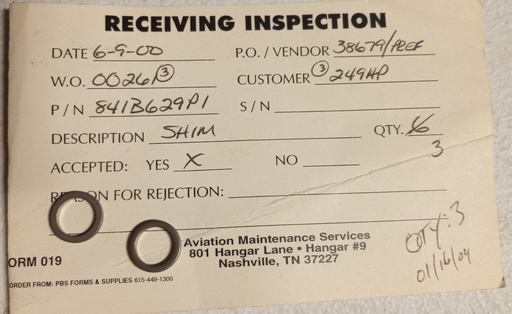 RECEIVING INSPECTION
DATE 6-9-00 P.O. / VENDOR 38679/PEEF
W.O. 00261 3 CUSTOMER 3 249HP
P / N 841B629P1 S / N
DESCRIPTION SHIM QTY. 6
3
ACCEPTED: YES X NO
REASON FOR REJECTION:
Aviation Maintenance Services
801 Hangar Lane • Hangar #9
Nashville, TN 37227
QTY: 3
01/16/04
ORM 019
ORDER FROM: PBS FORMS & SUPPLIES 615-449-1300